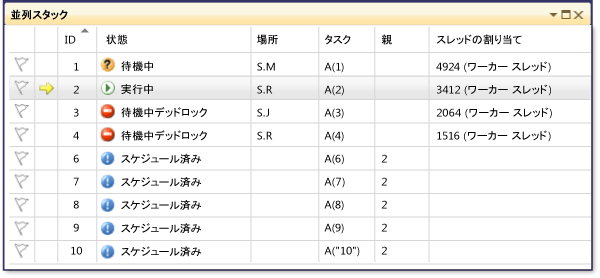 並列スタック
ID 状態 場所 タスク 親 スレッドの割り当て
1 待機中 S.M A(1) 4924 (ワーカー スレッド)
2 実行中 S.R A(2) 3412 (ワーカー スレッド)
3 待機中デッドロック S.J A(3) 2064 (ワーカー スレッド)
4 待機中デッドロック S.R A(4) 1516 (ワーカー スレッド)
6 スケジュール済み A(6) 2
7 スケジュール済み A(7) 2
8 スケジュール済み A(8) 2
9 スケジュール済み A(9) 2
10 スケジュール済み A("10") 2